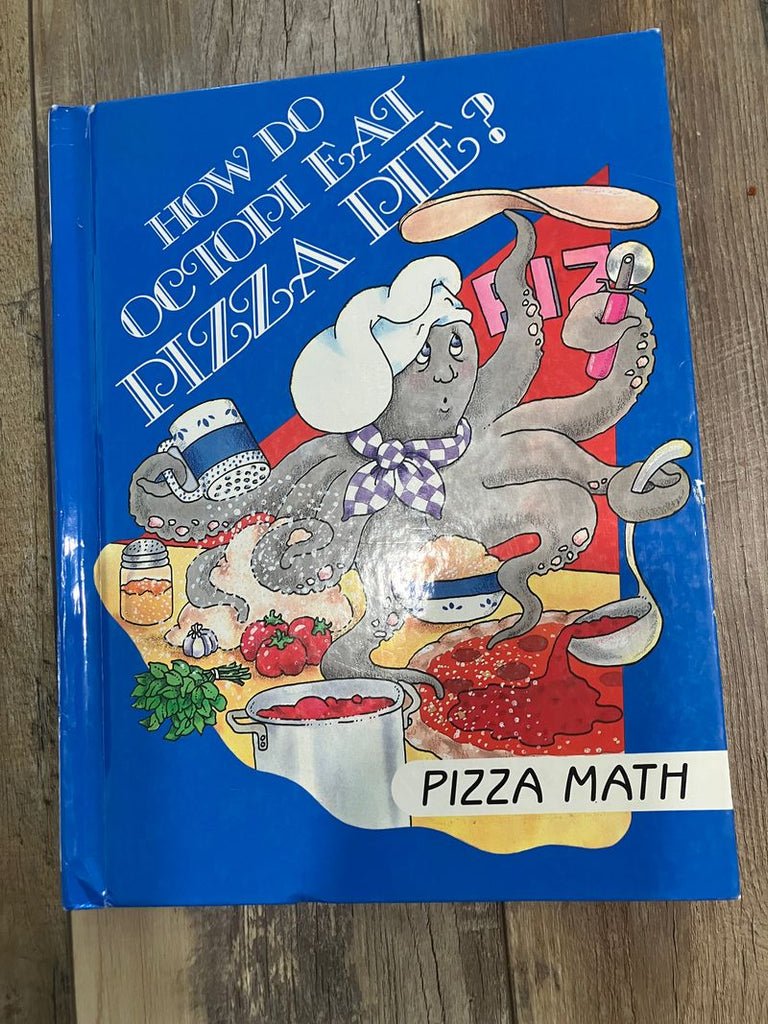 HOW DO
OCTOPI EAT
PIZZA PIE?
PIZ
PIZZA MATH